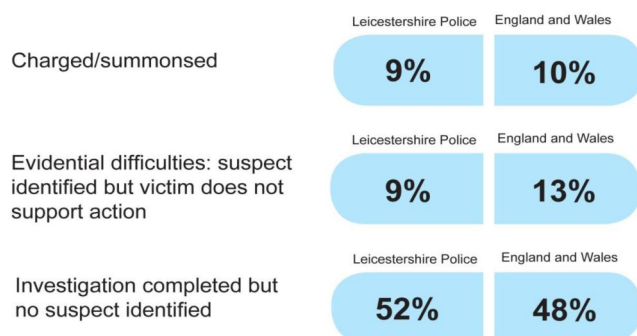 Leicestershire Police England and Wales
Charged/summonsed
9% 10%
Leicestershire Police England and Wales
Evidential difficulties: suspect
identified but victim does not
support action
9% 13%
Leicestershire Police England and Wales
Investigation completed but
no suspect identified
52% 48%